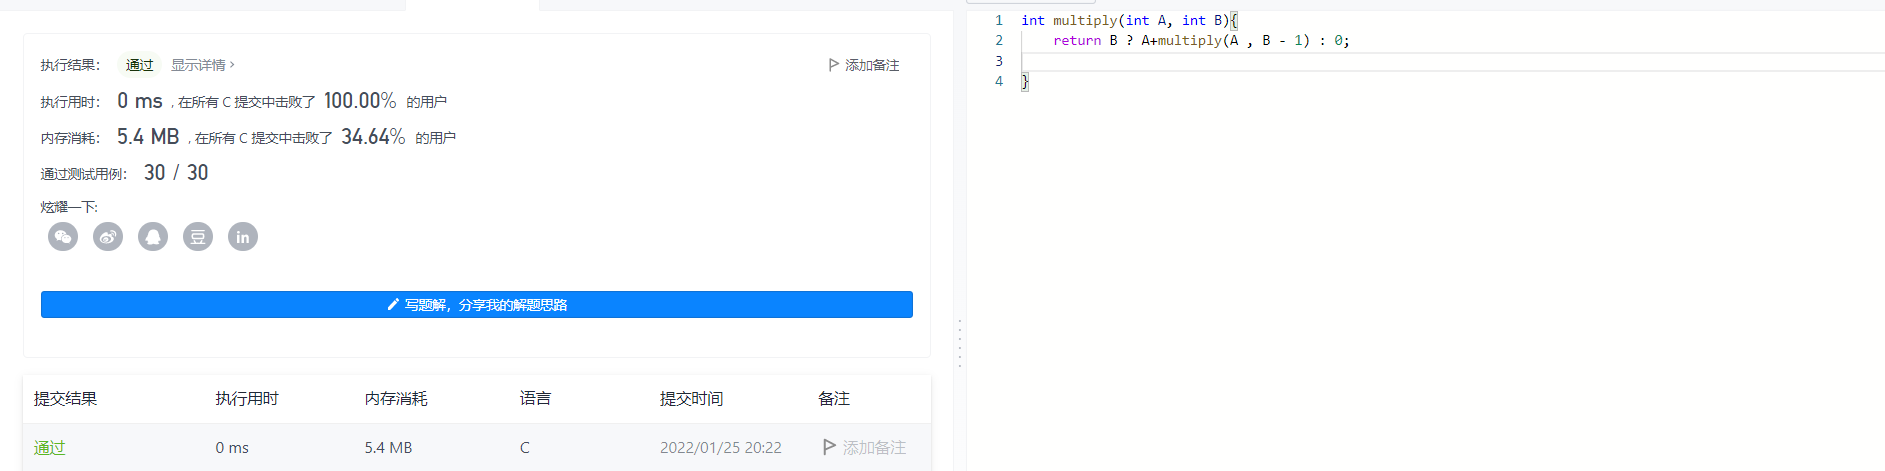 执行结果： 通过 显示详情 › 添加备注
执行用时： 0 ms , 在所有 C 提交中击败了 100.00% 的用户
内存消耗： 5.4 MB , 在所有 C 提交中击败了 34.64% 的用户
通过测试用例： 30 / 30
炫耀一下:
豆 in
写题解，分享我的解题思路
提交结果 执行用时 内存消耗 语言 提交时间 备注
通过 0 ms 5.4 MB C 2022/01/25 20:22 添加备注
1 int multiply(int A, int B){
2 return B ? A+multiply(A , B - 1) : 0;
3
4 }